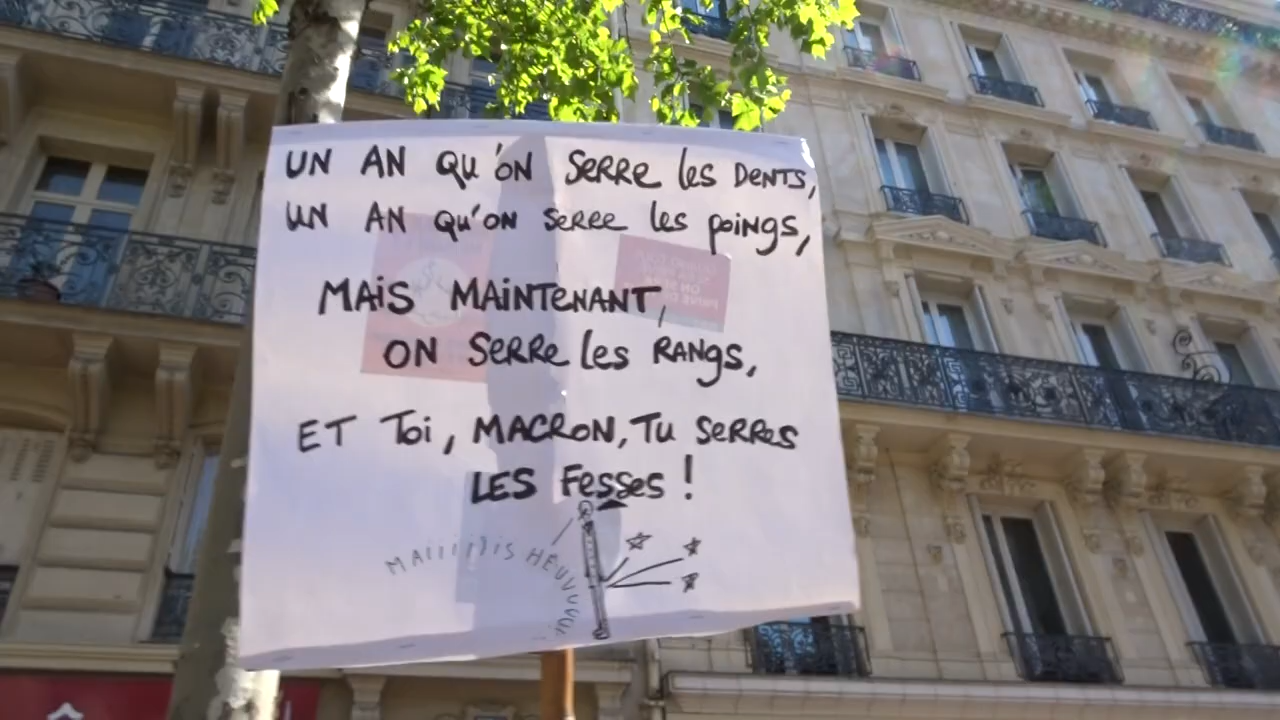 UN AN QU'ON SERRE les DENTS,
UN AN QU'ON SERRE les poings,
MAIS MAINTENANT,
ON SERRE les RANGS,
ET Toi, MACRON, TU SERRES
LES FESSES !
MAiiiiiiS HEUUUUU